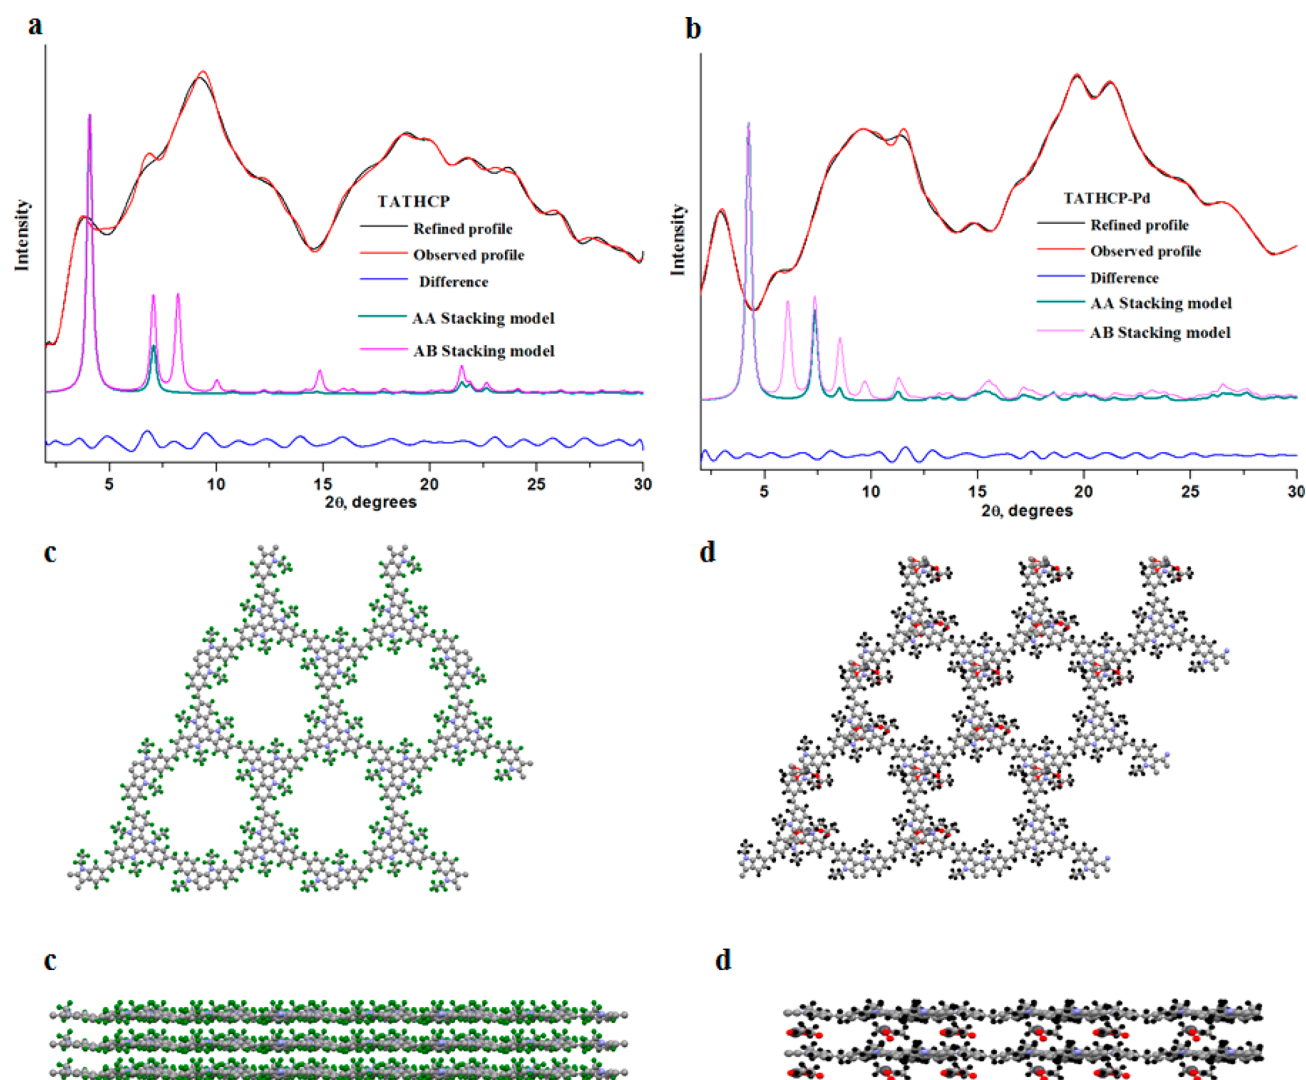 a
Intensity
TATHCP
Refined profile
Observed profile
Difference
AA Stacking model
AB Stacking model
5 10 15 20 25 30
2θ, degrees
b
Intensity
TATHCP-Pd
Refined profile
Observed profile
Difference
AA Stacking model
AB Stacking model
5 10 15 20 25 30
2θ, degrees
c
d
c
d